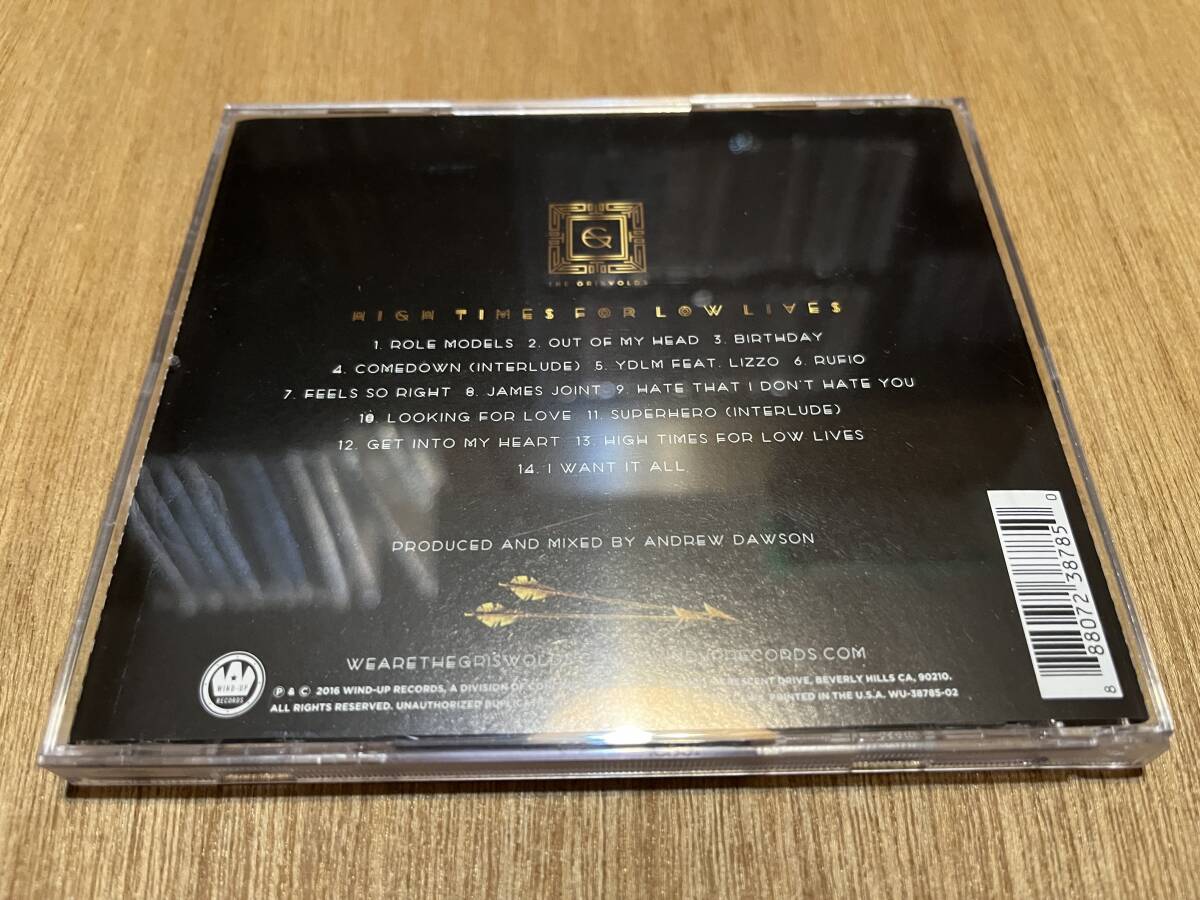 G
THE GRISWOLDS
HIGH TIMES FOR LOW LIVES
1. ROLE MODELS 2. OUT OF MY HEAD 3. BIRTHDAY
4. COMEDOWN (INTERLUDE) 5. YDLM FEAT. LIZZO 6. RUFIO
7. FEELS SO RIGHT 8. JAMES JOINT 9. HATE THAT I DON'T HATE YOU
10. LOOKING FOR LOVE 11. SUPERHERO (INTERLUDE)
12. GET INTO MY HEART 13. HIGH TIMES FOR LOW LIVES
14. I WANT IT ALL
PRODUCED AND MIXED BY ANDREW DAWSON
WEARETHEGRISWOLDS
RECORDS.COM
WIND-UP
RECORDS
℗ & © 2016 WIND-UP RECORDS, A DIVISION OF CRESCENT DRIVE, BEVERLY HILLS CA, 90210.
ALL RIGHTS RESERVED. UNAUTHORIZED PRINTED IN THE U.S.A. WU-38785-02
8 88072 38785 0